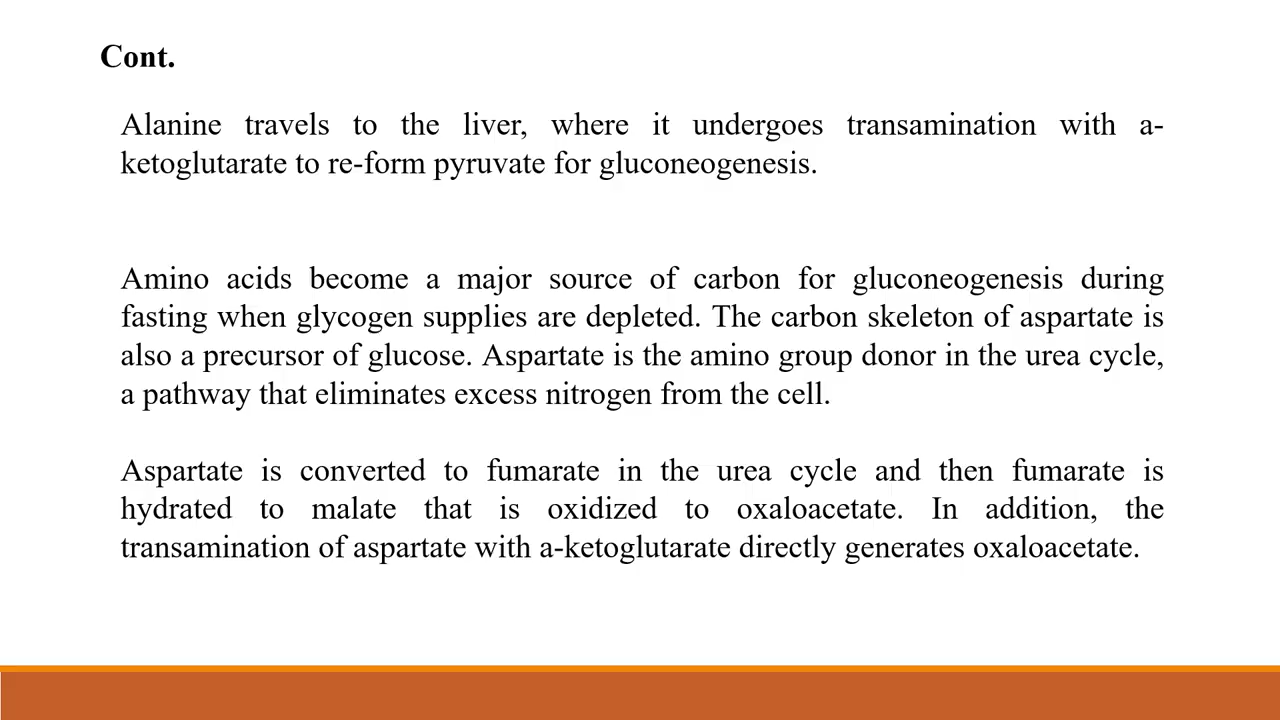 Cont.
Alanine travels to the liver, where it undergoes transamination with a-
ketoglutarate to re-form pyruvate for gluconeogenesis.
Amino acids become a major source of carbon for gluconeogenesis during
fasting when glycogen supplies are depleted. The carbon skeleton of aspartate is
also a precursor of glucose. Aspartate is the amino group donor in the urea cycle,
a pathway that eliminates excess nitrogen from the cell.
Aspartate is converted to fumarate in the urea cycle and then fumarate is
hydrated to malate that is oxidized to oxaloacetate. In addition, the
transamination of aspartate with a-ketoglutarate directly generates oxaloacetate.